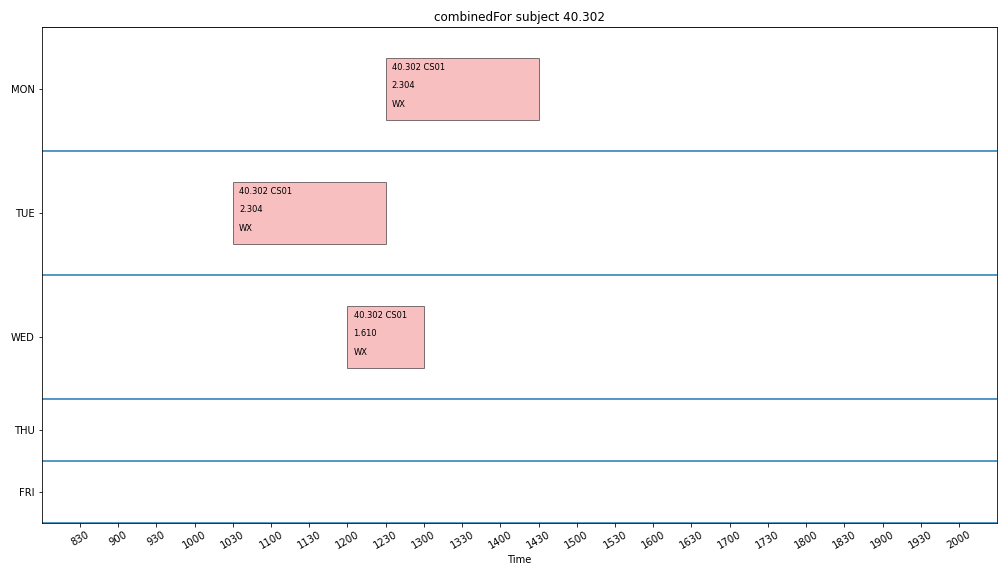 combinedFor subject 40.302
MON
40.302 CS01
2.304
WX
TUE
40.302 CS01
2.304
WX
WED
40.302 CS01
1.610
WX
THU
FRI
830 900 930 1000 1030 1100 1130 1200 1230 1300 1330 1400 1430 1500 1530 1600 1630 1700 1730 1800 1830 1900 1930 2000
Time